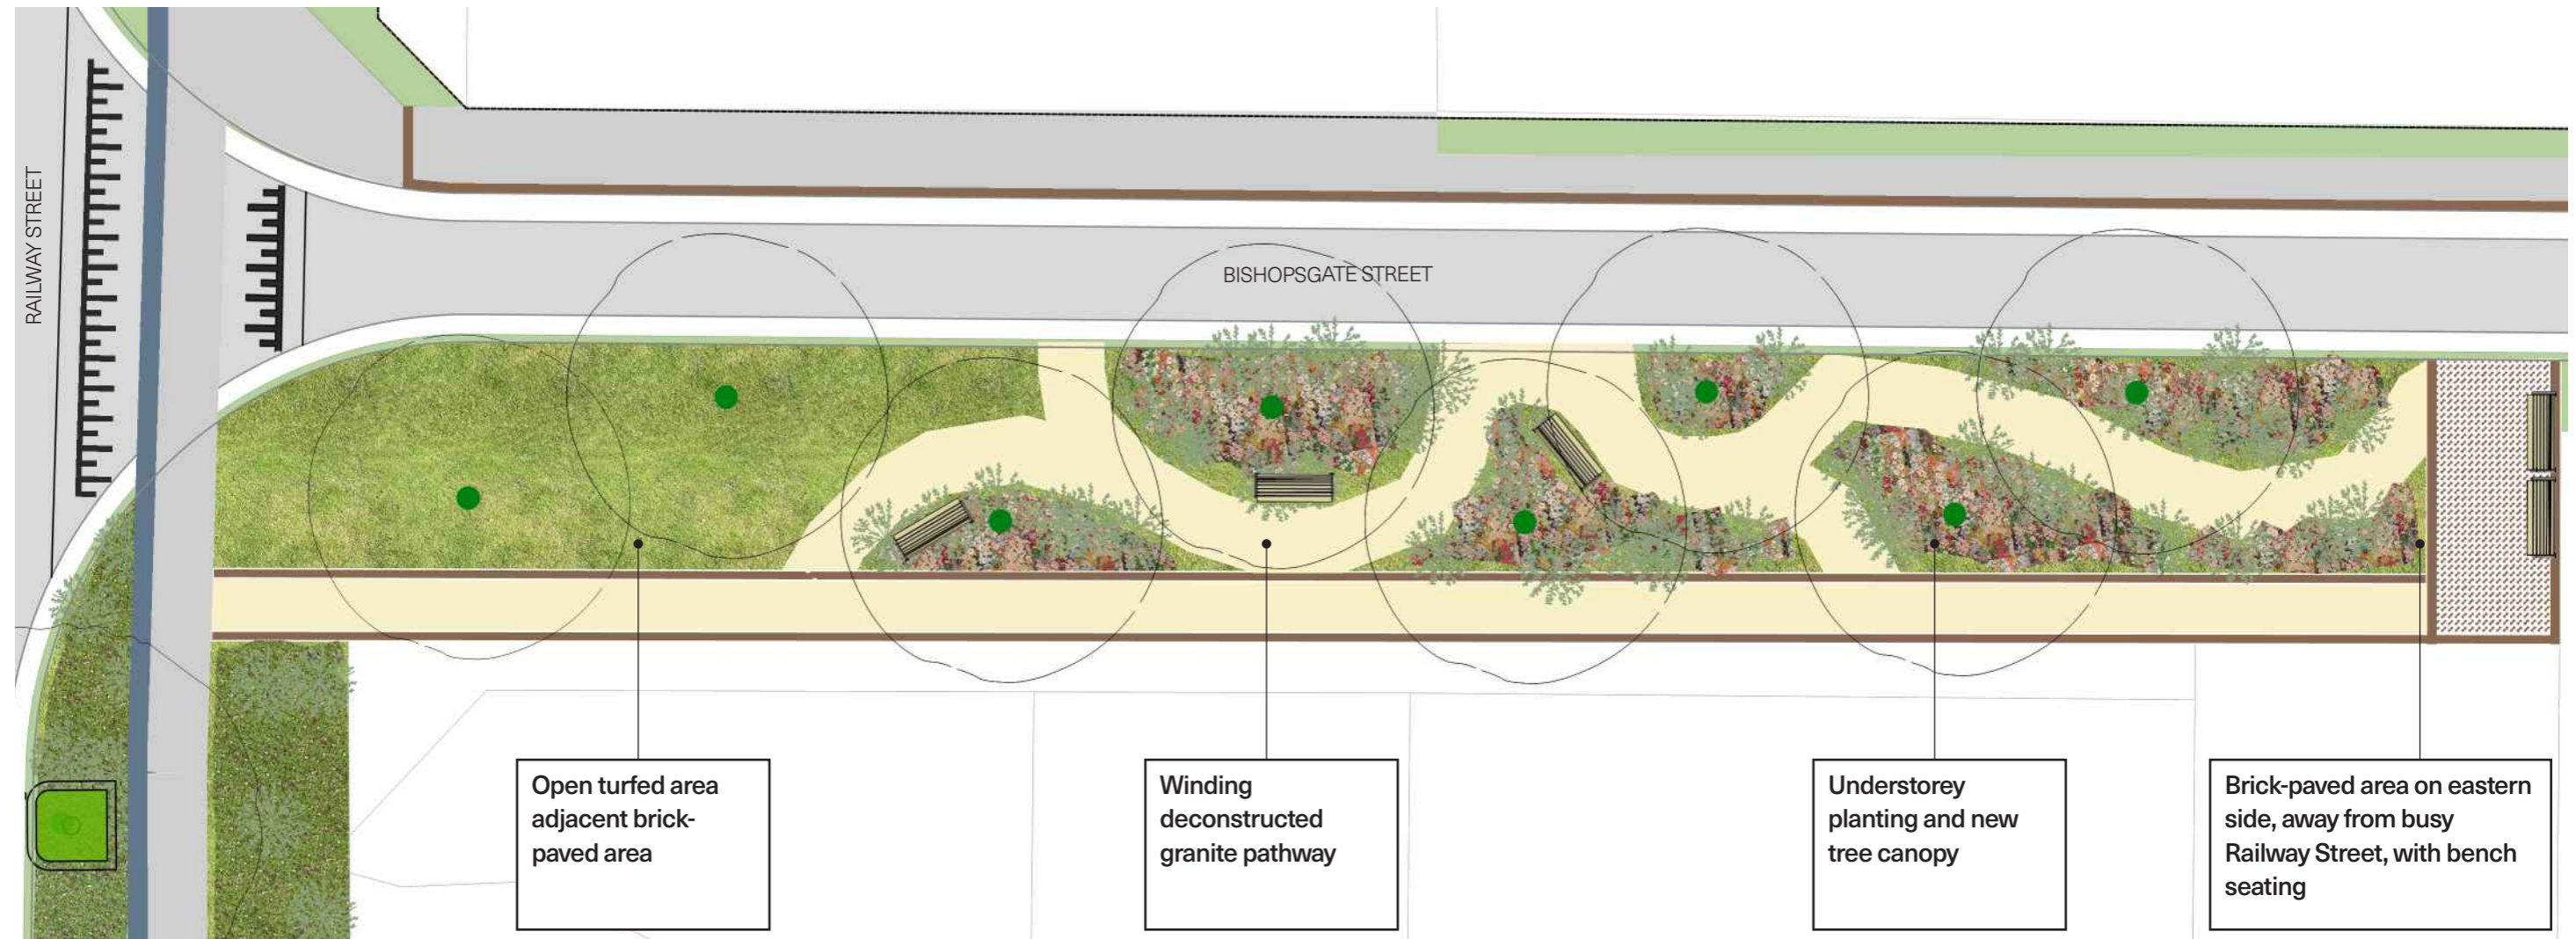 RAILWAY STREET
BISHOPSGATE STREET
Open turfed area
adjacent brick-
paved area
Winding
deconstructed
granite pathway
Understorey
planting and new
tree canopy
Brick-paved area on eastern
side, away from busy
Railway Street, with bench
seating